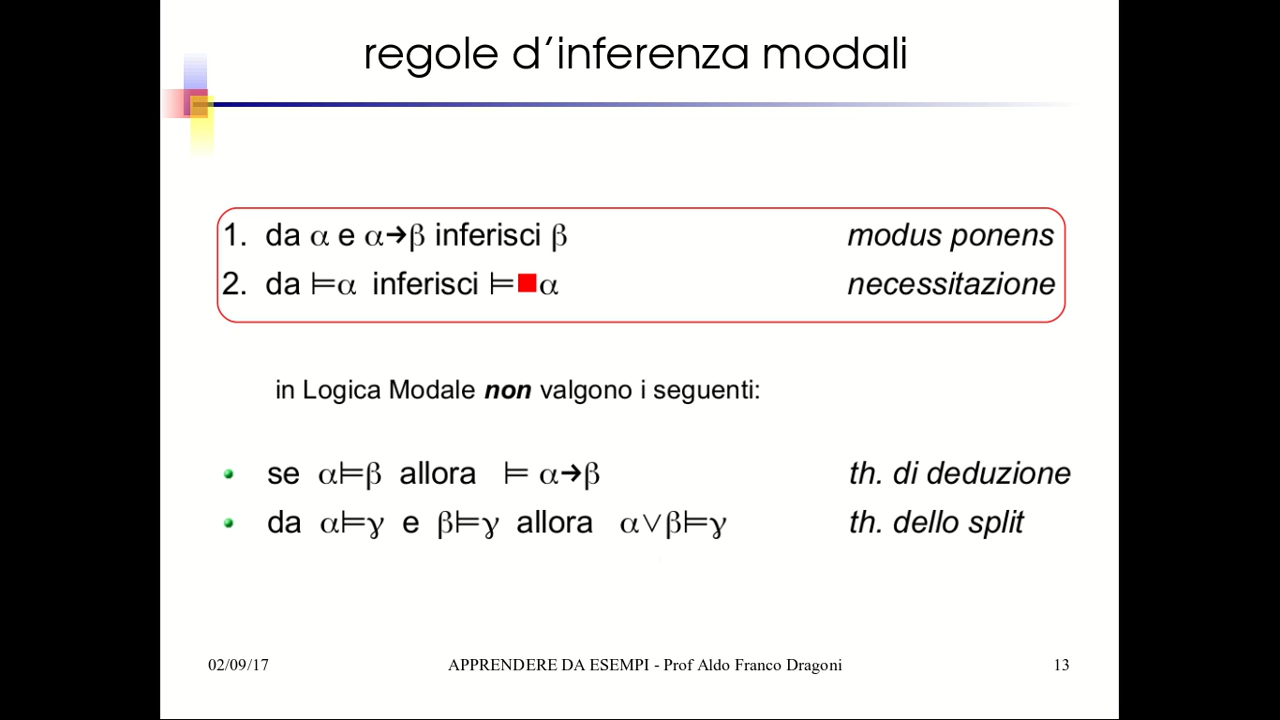 regole d'inferenza modali
1. da α e α→β inferisci β modus ponens
2. da ⊨α inferisci ⊨■α necessitazione
in Logica Modale non valgono i seguenti:
• se α⊨β allora ⊨ α→β th. di deduzione
• da α⊨γ e β⊨γ allora α∨β⊨γ th. dello split
02/09/17 APPRENDERE DA ESEMPI - Prof Aldo Franco Dragoni 13